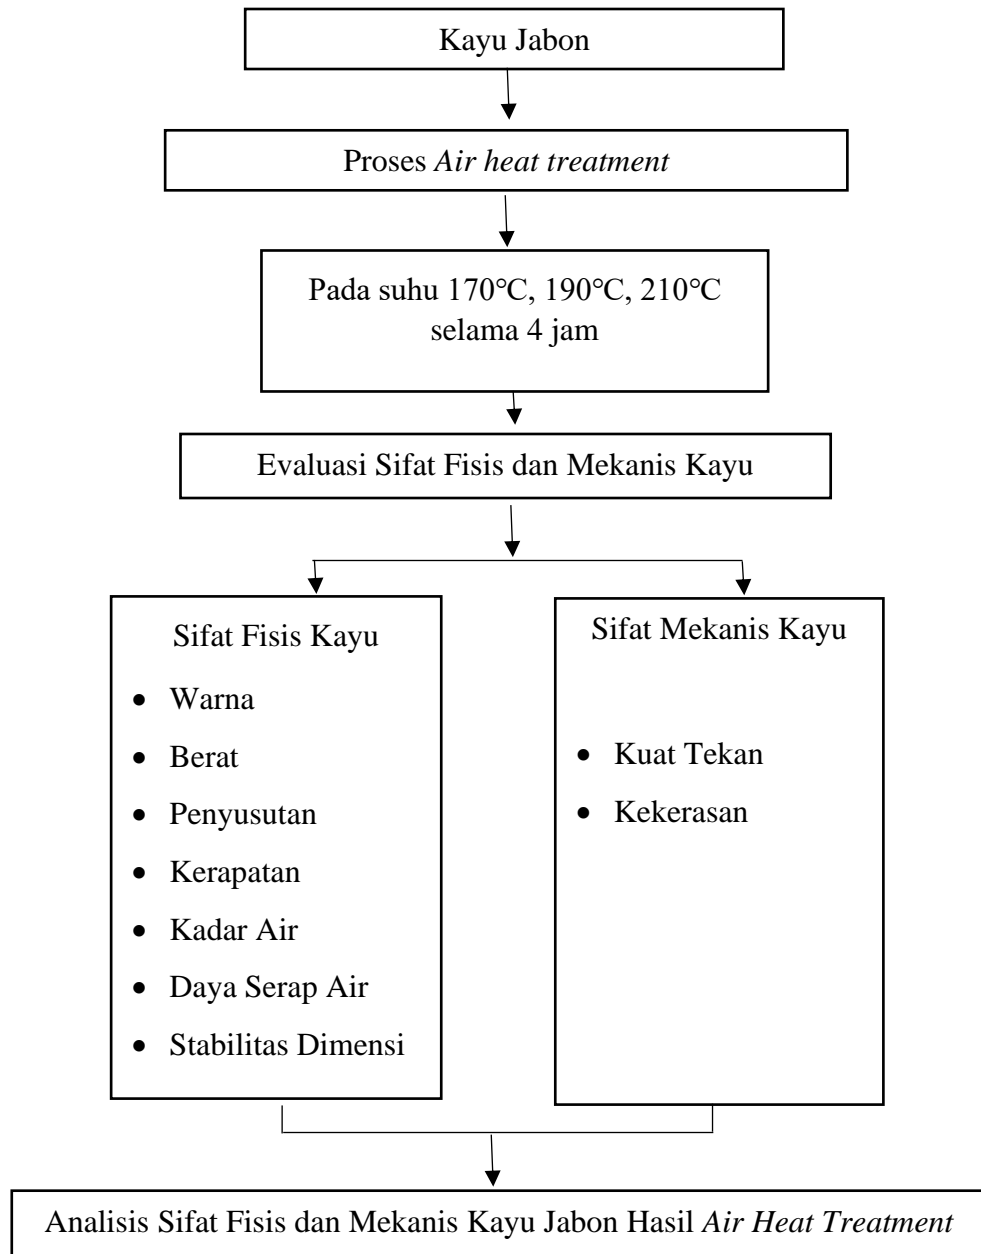 Kayu Jabon
Proses Air heat treatment
Pada suhu 170℃, 190℃, 210℃
selama 4 jam
Evaluasi Sifat Fisis dan Mekanis Kayu
Sifat Fisis Kayu
• Warna
• Berat
• Penyusutan
• Kerapatan
• Kadar Air
• Daya Serap Air
• Stabilitas Dimensi
Sifat Mekanis Kayu
• Kuat Tekan
• Kekerasan
Analisis Sifat Fisis dan Mekanis Kayu Jabon Hasil Air Heat Treatment